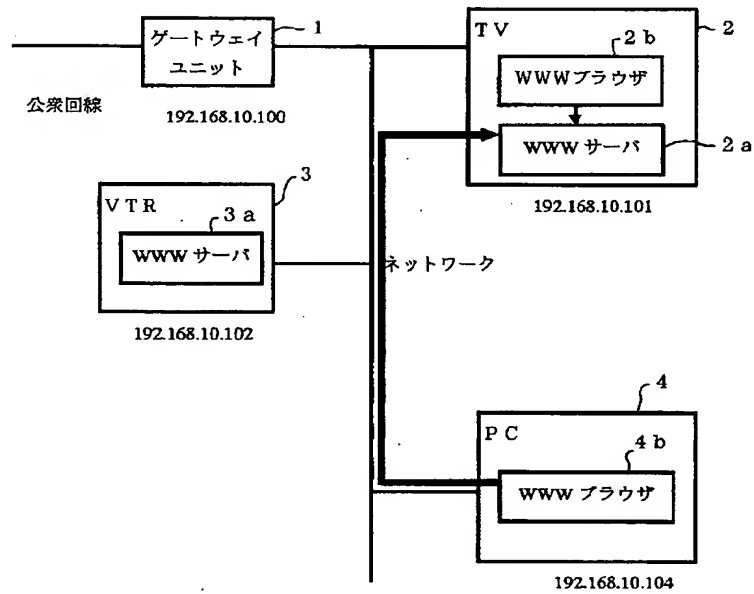 ゲートウェイ
ユニット
1
公衆回線
192.168.10.100
TV
2
2b
WWWブラウザ
WWWサーバ
2a
192.168.10.101
3
VTR
3a
WWWサーバ
192.168.10.102
ネットワーク
4
PC
4b
WWWブラウザ
192.168.10.104